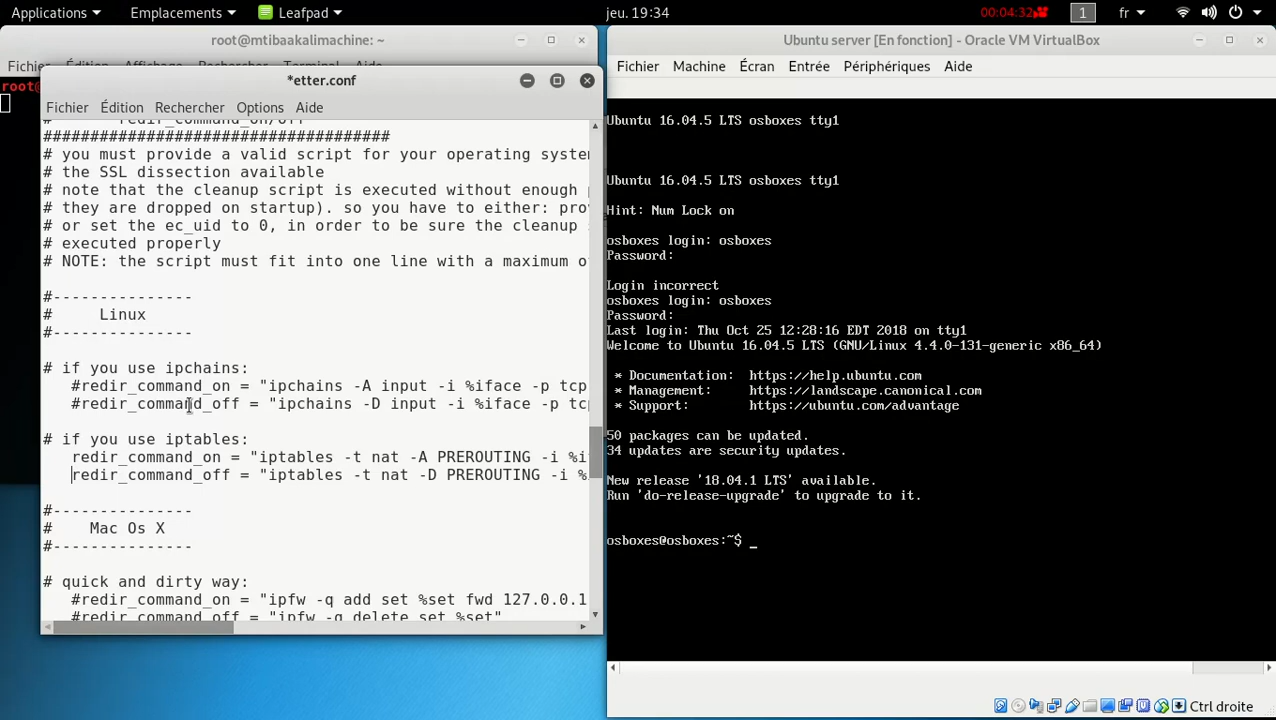 Applications
Emplacements
Leafpad
jeu. 19:34
00:04:32
1
fr
root@mtibaakalimachine: ~
Fichier Édition Affichage Rechercher Terminal Aide
root@
*etter.conf
Fichier Édition Rechercher Options Aide
# redir_command_on/off
#####################################
# you must provide a valid script for your operating system
# the SSL dissection available
# note that the cleanup script is executed without enough
# they are dropped on startup). so you have to either:
# or set the ec_uid to 0, in order to be sure the cleanup
# executed properly
# NOTE: the script must fit into one line with a maximum
#---------------
# Linux
#---------------
# if you use ipchains:
#redir_command_on = "ipchains -A input -i %iface -p tcp
#redir_command_off = "ipchains -D input -i %iface -p tcp
# if you use iptables:
redir_command_on = "iptables -t nat -A PREROUTING -i
redir_command_off = "iptables -t nat -D PREROUTING -i
#---------------
# Mac Os X
#---------------
# quick and dirty way:
#redir_command_on = "ipfw -q add set %set fwd 127.0.0.1
#redir_command_off = "ipfw -q delete set %set"
Ubuntu server [En fonction] - Oracle VM VirtualBox
Fichier Machine Écran Entrée Périphériques Aide
Ubuntu 16.04.5 LTS osboxes tty1
Ubuntu 16.04.5 LTS osboxes tty1
Hint: Num Lock on
osboxes login: osboxes
Password:
Login incorrect
osboxes login: osboxes
Password:
Last login: Thu Oct 25 12:28:16 EDT 2018 on tty1
Welcome to Ubuntu 16.04.5 LTS (GNU/Linux 4.4.0-131-generic x86_64)
* Documentation: https://help.ubuntu.com
* Management: https://landscape.canonical.com
* Support: https://ubuntu.com/advantage
50 packages can be updated.
34 updates are security updates.
New release '18.04.1 LTS' available.
Run 'do-release-upgrade' to upgrade to it.
osboxes@osboxes:~$ _
Ctrl droite